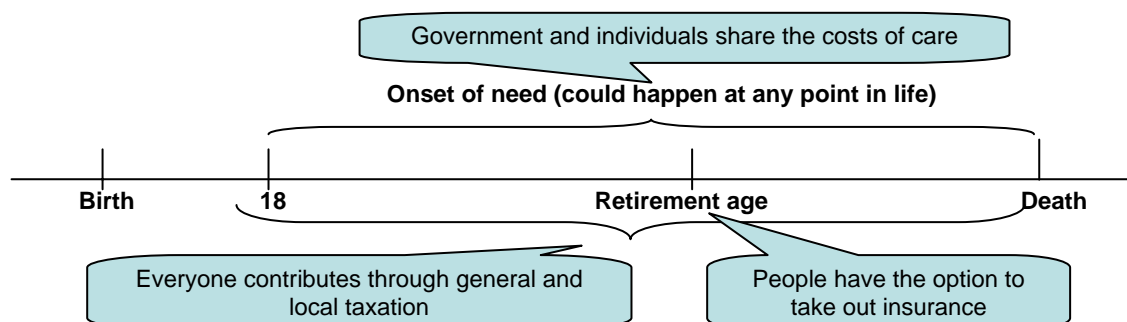 Government and individuals share the costs of care
Onset of need (could happen at any point in life)
Birth
18
Retirement age
Death
Everyone contributes through general and
local taxation
People have the option to
take out insurance